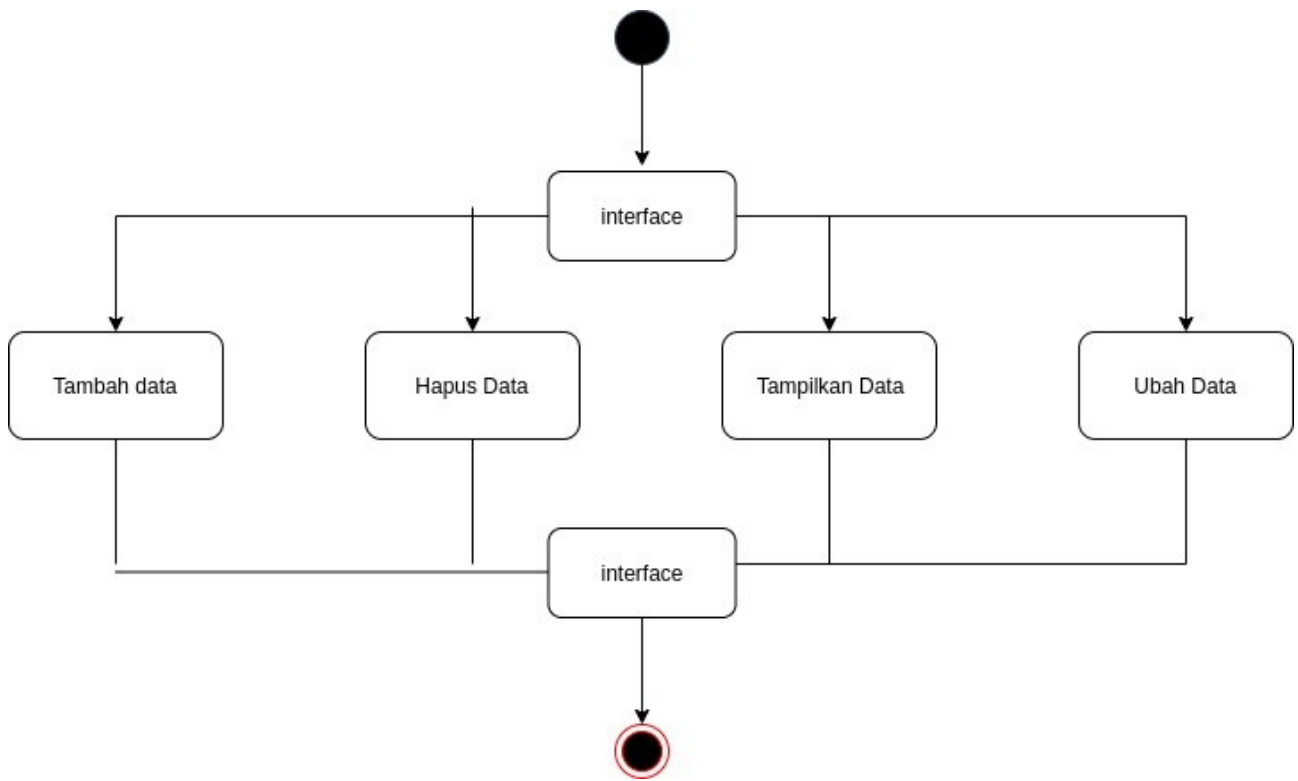 interface
Tambah data
Hapus Data
Tampilkan Data
Ubah Data
interface